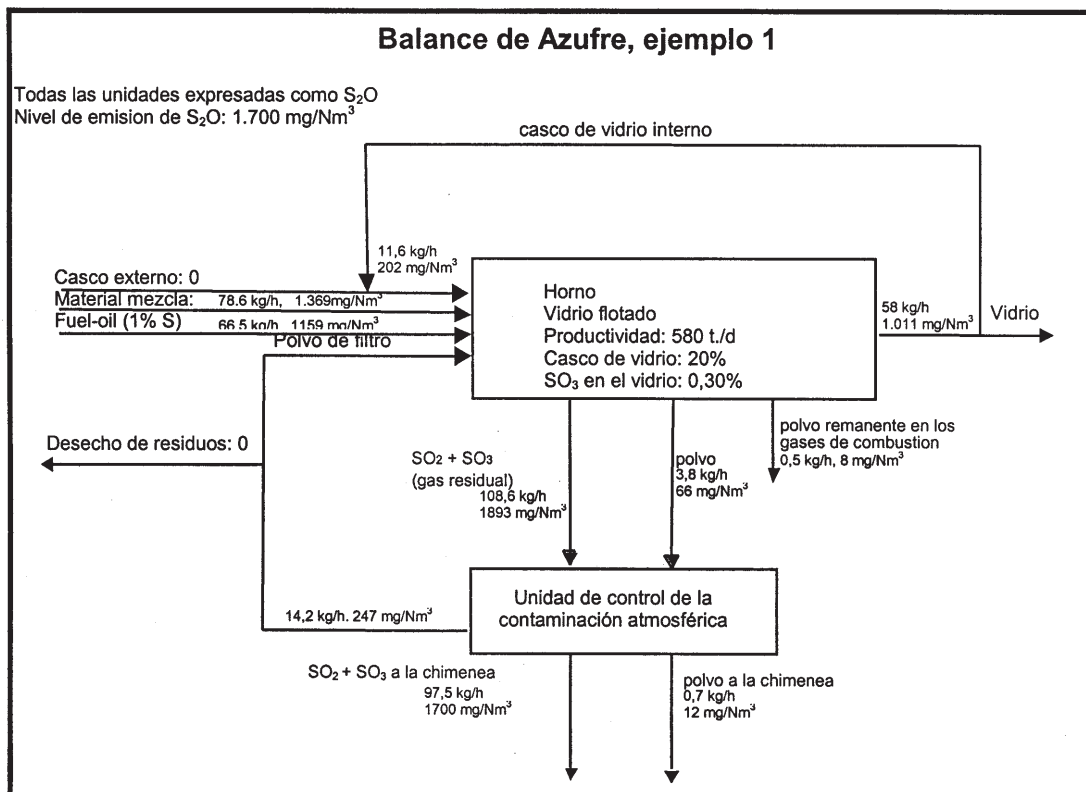 Balance de Azufre, ejemplo 1
Todas las unidades expresadas como S₂O
Nivel de emision de S₂O: 1.700 mg/Nm³
casco de vidrio interno
11,6 kg/h
202 mg/Nm³
Casco externo: 0
Material mezcla: 78.6 kg/h, 1.369mg/Nm³
Fuel-oil (1% S) 66.5 kg/h 1159 mg/Nm³
Polvo de filtro
Horno
Vidrio flotado
Productividad: 580 t./d
Casco de vidrio: 20%
SO₃ en el vidrio: 0,30%
58 kg/h
1.011 mg/Nm³
Vidrio
Desecho de residuos: 0
SO₂ + SO₃
(gas residual)
108,6 kg/h
1893 mg/Nm³
polvo
3,8 kg/h
66 mg/Nm³
polvo remanente en los
gases de combustion
0,5 kg/h, 8 mg/Nm³
Unidad de control de la
contaminación atmosférica
14,2 kg/h. 247 mg/Nm³
SO₂ + SO₃ a la chimenea
97,5 kg/h
1700 mg/Nm³
polvo a la chimenea
0,7 kg/h
12 mg/Nm³